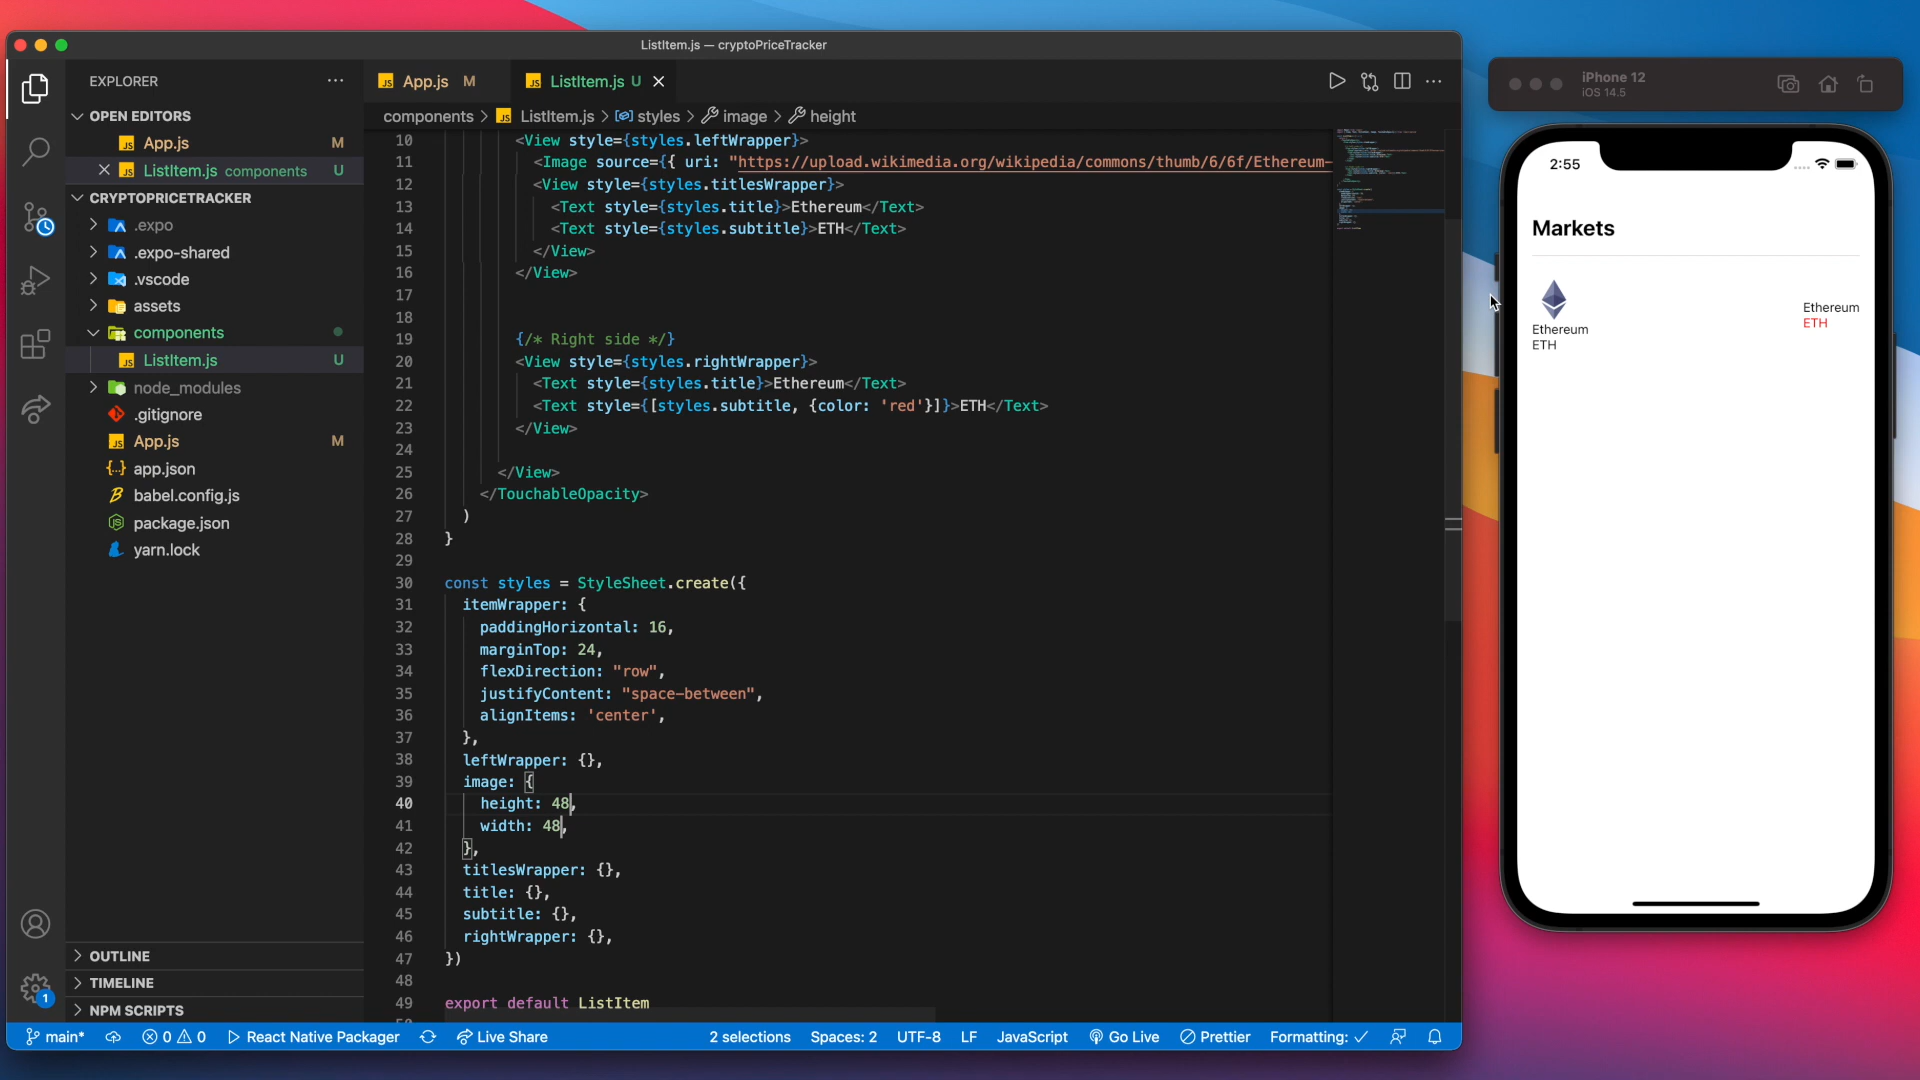 ListItem.js — cryptoPriceTracker
EXPLORER
OPEN EDITORS
App.js M
ListItem.js components U
CRYPTOPRICETRACKER
.expo
.expo-shared
.vscode
assets
components
ListItem.js U
node_modules
.gitignore
App.js M
app.json
babel.config.js
package.json
yarn.lock
OUTLINE
TIMELINE
NPM SCRIPTS
App.js M
ListItem.js U
components > ListItem.js > styles > image > height
10 <View style={styles.leftWrapper}>
11 <Image source={{ uri: "https://upload.wikimedia.org/wikipedia/commons/thumb/6/6f/Ethereum-
12 <View style={styles.titlesWrapper}>
13 <Text style={styles.title}>Ethereum</Text>
14 <Text style={styles.subtitle}>ETH</Text>
15 </View>
16 </View>
17
18
19 {/* Right side */}
20 <View style={styles.rightWrapper}>
21 <Text style={styles.title}>Ethereum</Text>
22 <Text style={[styles.subtitle, {color: 'red'}]}>ETH</Text>
23 </View>
24
25 </View>
26 </TouchableOpacity>
27 )
28 }
29
30 const styles = StyleSheet.create({
31 itemWrapper: {
32 paddingHorizontal: 16,
33 marginTop: 24,
34 flexDirection: "row",
35 justifyContent: "space-between",
36 alignItems: 'center',
37 },
38 leftWrapper: {},
39 image: {
40 height: 48,
41 width: 48,
42 },
43 titlesWrapper: {},
44 title: {},
45 subtitle: {},
46 rightWrapper: {},
47 })
48
49 export default ListItem
main* 0 0 React Native Packager Live Share 2 selections Spaces: 2 UTF-8 LF JavaScript Go Live Prettier Formatting: ✓
1
iPhone 12
iOS 14.5
2:55
Markets
Ethereum
ETH
Ethereum
ETH